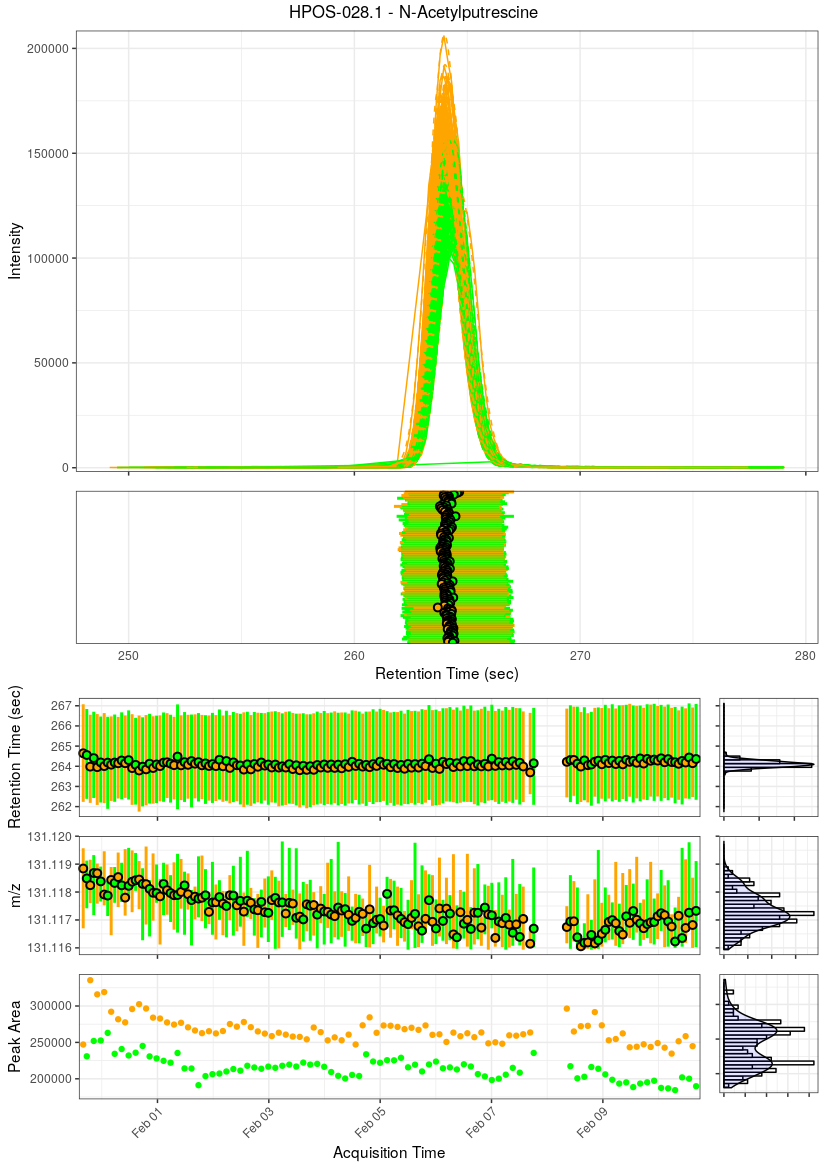 HPOS-028.1 - N-Acetylputrescine
200000
150000
100000
50000
0
Intensity
250
260
270
280
Retention Time (sec)
267
266
265
264
263
262
Retention Time (sec)
131.120
131.119
131.118
131.117
131.116
m/z
300000
250000
200000
Peak Area
Feb 01
Feb 03
Feb 05
Feb 07
Feb 09
Acquisition Time